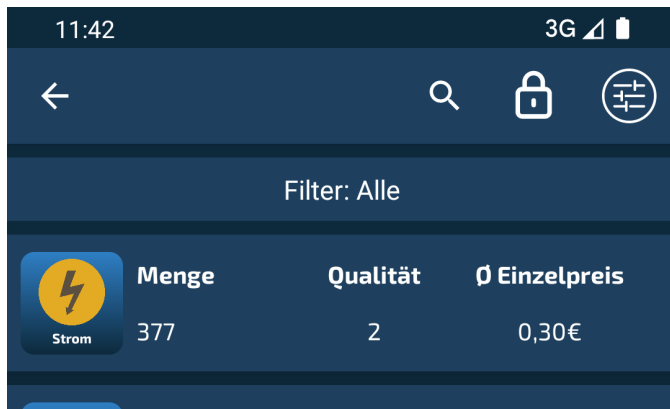 11:42 3G
Filter: Alle
Menge Qualität Ø Einzelpreis
Strom 377 2 0,30€